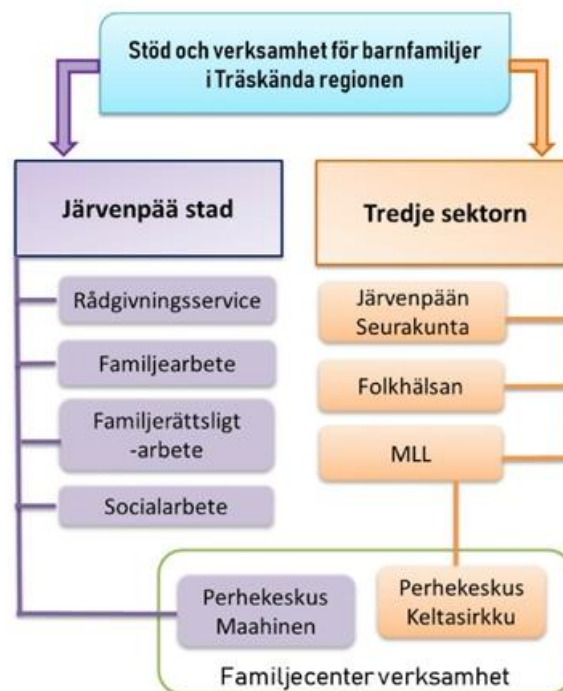 Stöd och verksamhet för barnfamiljer
i Träskända regionen
Järvenpää stad
Rådgivningsservice
Familjearbete
Familjerättsligt
-arbete
Socialarbete
Tredje sektorn
Järvenpään
Seurakunta
Folkhälsan
MLL
Perhekeskus
Maahinen
Perhekeskus
Keltasirkku
Familjecenter verksamhet